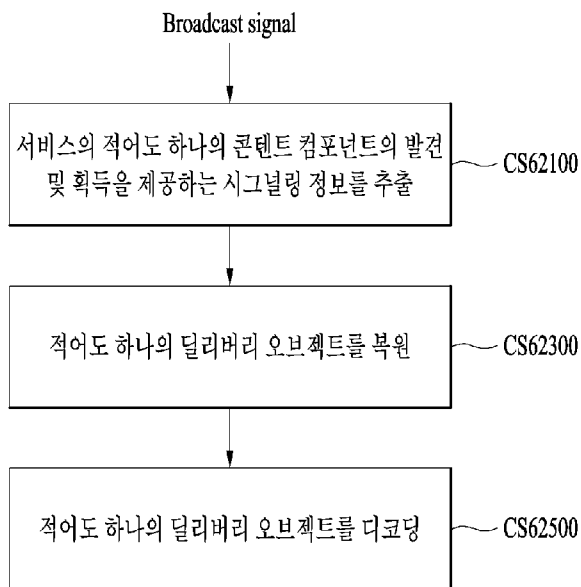 Broadcast signal
서비스의 적어도 하나의 콘텐트 컴포넌트의 발견
및 획득을 제공하는 시그널링 정보를 추출
CS62100
적어도 하나의 딜리버리 오브젝트를 복원
CS62300
적어도 하나의 딜리버리 오브젝트를 디코딩
CS62500